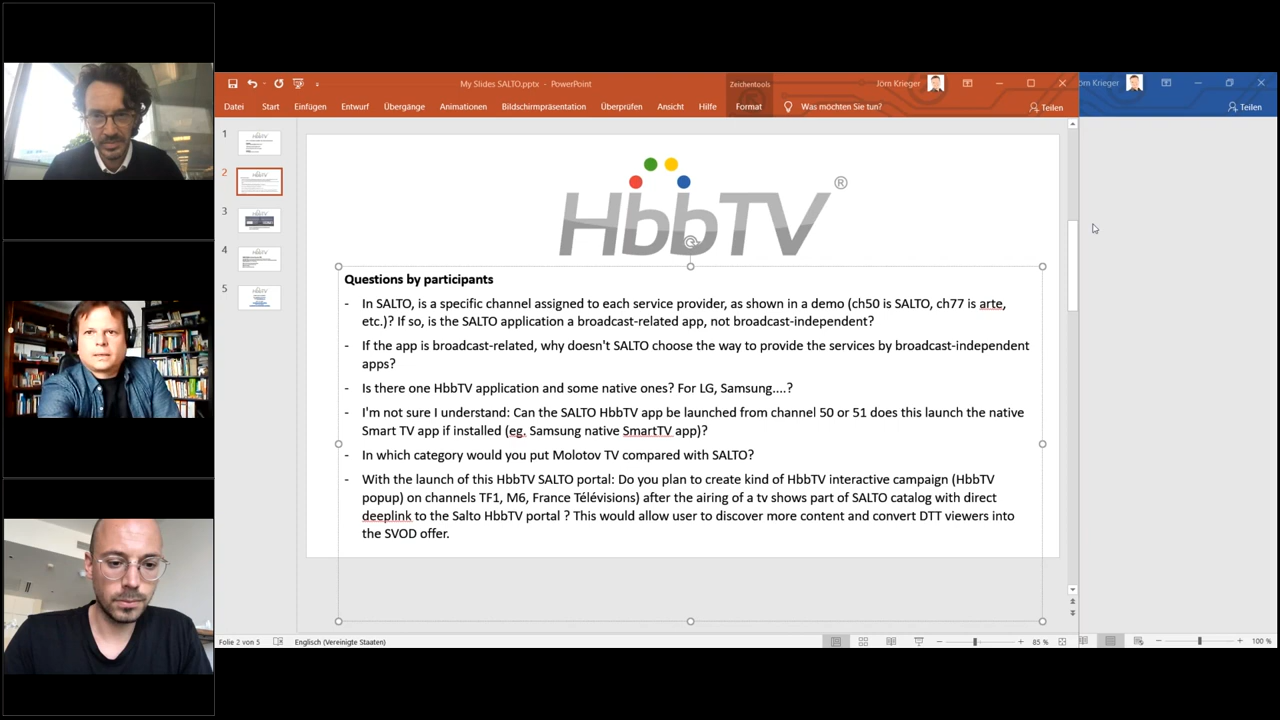 My Slides SALTO.pptx - PowerPoint
Zeichentools
Jörn Krieger
örn Krieger
Datei Start Einfügen Entwurf Übergänge Animationen Bildschirmpräsentation Überprüfen Ansicht Hilfe Format Was möchten Sie tun? Teilen Teilen
1
2
3
4
5
HbbTV ®
Questions by participants
- In SALTO, is a specific channel assigned to each service provider, as shown in a demo (ch50 is SALTO, ch77 is arte,
etc.)? If so, is the SALTO application a broadcast-related app, not broadcast-independent?
- If the app is broadcast-related, why doesn't SALTO choose the way to provide the services by broadcast-independent
apps?
- Is there one HbbTV application and some native ones? For LG, Samsung....?
- I'm not sure I understand: Can the SALTO HbbTV app be launched from channel 50 or 51 does this launch the native
Smart TV app if installed (eg. Samsung native SmartTV app)?
- In which category would you put Molotov TV compared with SALTO?
- With the launch of this HbbTV SALTO portal: Do you plan to create kind of HbbTV interactive campaign (HbbTV
popup) on channels TF1, M6, France Télévisions) after the airing of a tv shows part of SALTO catalog with direct
deeplink to the Salto HbbTV portal ? This would allow user to discover more content and convert DTT viewers into
the SVOD offer.
Folie 2 von 5 Englisch (Vereinigte Staaten) 85 % 100 %